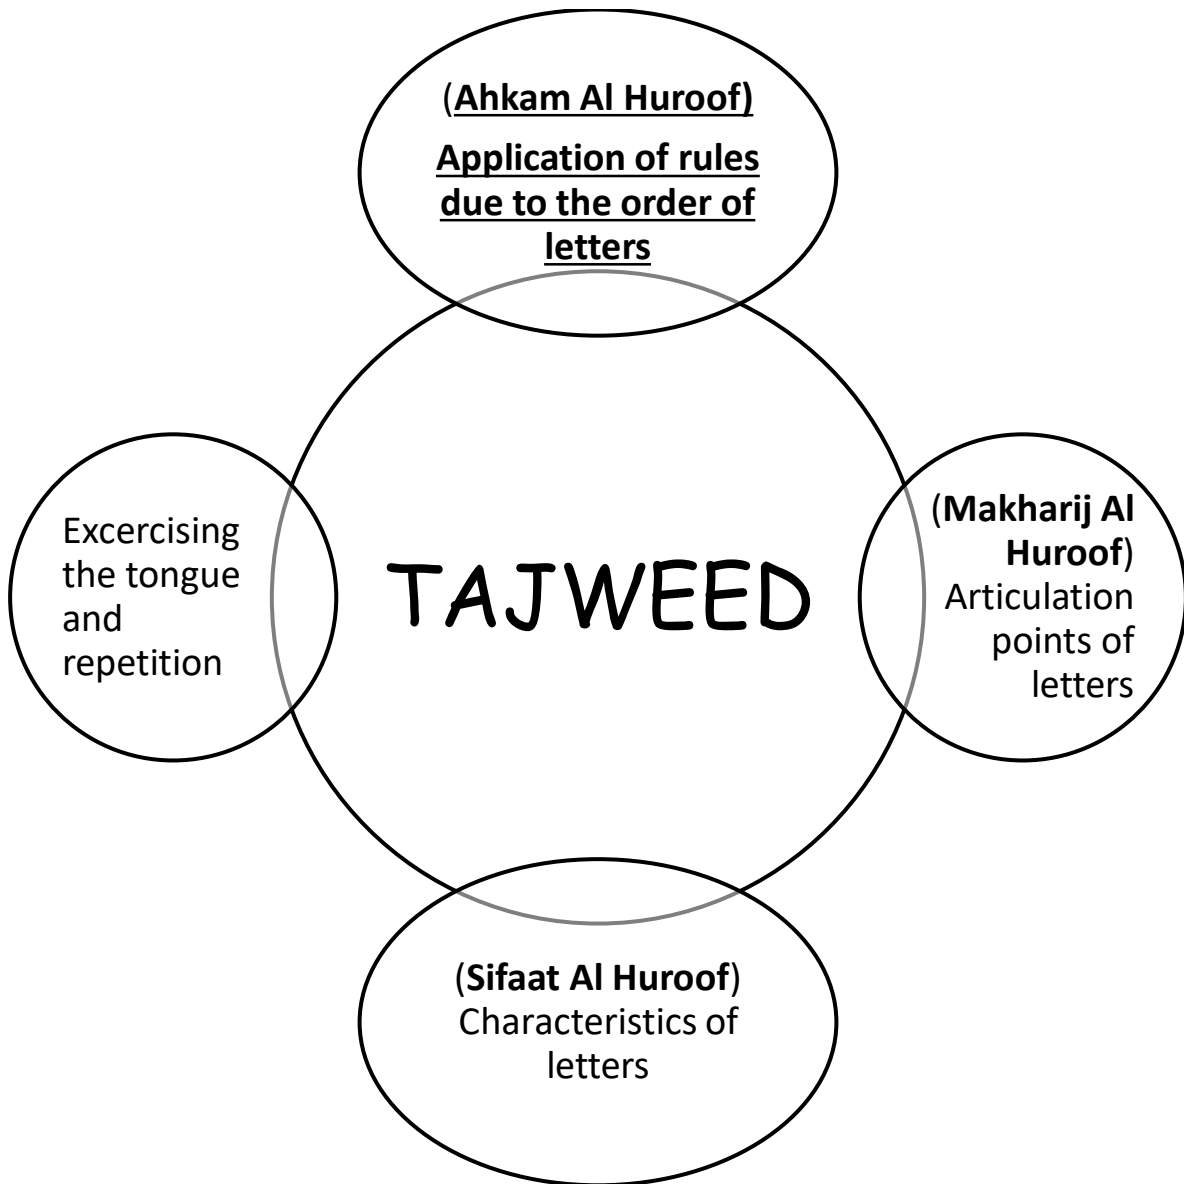 (Ahkam Al Huroof)
Application of rules
due to the order of
letters
Excercising
the tongue
and
repetition
TAJWEED
(Makharij Al
Huroof)
Articulation
points of
letters
(Sifaat Al Huroof)
Characteristics of
letters